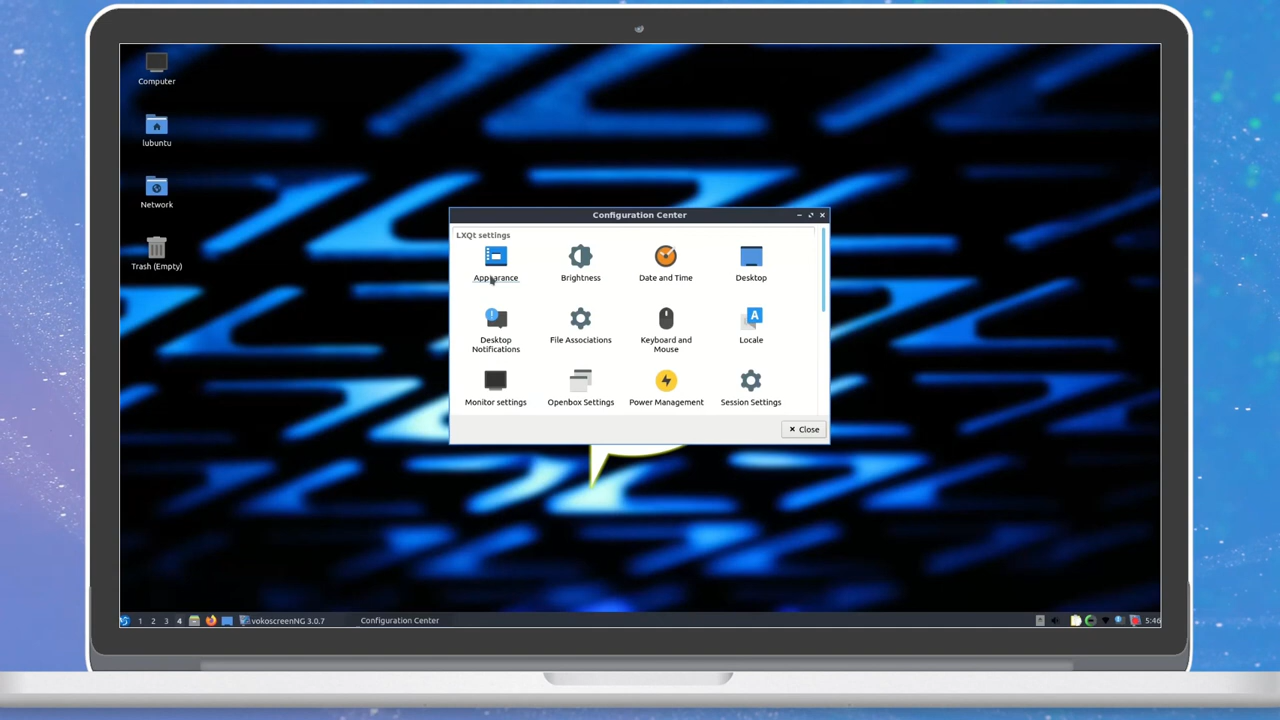 Computer
lubuntu
Network
Trash (Empty)
Configuration Center
LXQt settings
Appearance
Brightness
Date and Time
Desktop
Desktop
Notifications
File Associations
Keyboard and
Mouse
Locale
Monitor settings
Openbox Settings
Power Management
Session Settings
Close
1 2 3 4 vokoscreenNG 3.0.7 Configuration Center 5:46